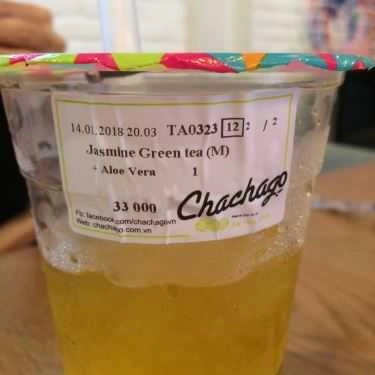 14.01.2018 20.03 TA0323 12 2 / 2
Jasmine Green tea (M)
+ Aloe Vera 1
33 000
Chachago
Fb: facebook.com/chachagovn
Web: chachago.com.vn